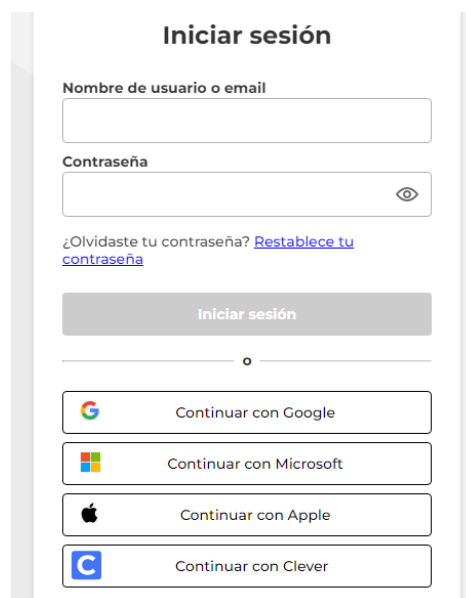 Iniciar sesión
Nombre de usuario o email
Contraseña
¿Olvidaste tu contraseña? Restablece tu
contraseña
Iniciar sesión
o
Continuar con Google
Continuar con Microsoft
Continuar con Apple
C
Continuar con Clever